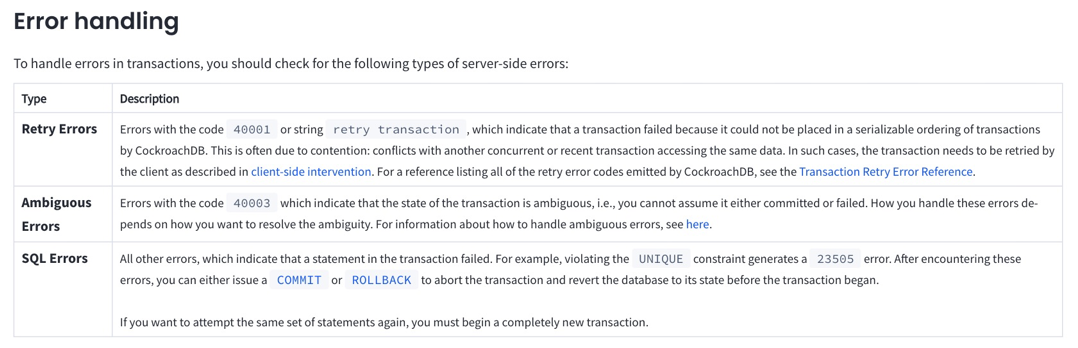 Error handling
To handle errors in transactions, you should check for the following types of server-side errors:
Type Description
Retry Errors Errors with the code 40001 or string retry transaction , which indicate that a transaction failed because it could not be placed in a serializable ordering of transactions
by CockroachDB. This is often due to contention: conflicts with another concurrent or recent transaction accessing the same data. In such cases, the transaction needs to be retried by
the client as described in client-side intervention. For a reference listing all of the retry error codes emitted by CockroachDB, see the Transaction Retry Error Reference.
Ambiguous Errors with the code 40003 which indicate that the state of the transaction is ambiguous, i.e., you cannot assume it either committed or failed. How you handle these errors de-
Errors pends on how you want to resolve the ambiguity. For information about how to handle ambiguous errors, see here.
SQL Errors All other errors, which indicate that a statement in the transaction failed. For example, violating the UNIQUE constraint generates a 23505 error. After encountering these
errors, you can either issue a COMMIT or ROLLBACK to abort the transaction and revert the database to its state before the transaction began.
If you want to attempt the same set of statements again, you must begin a completely new transaction.